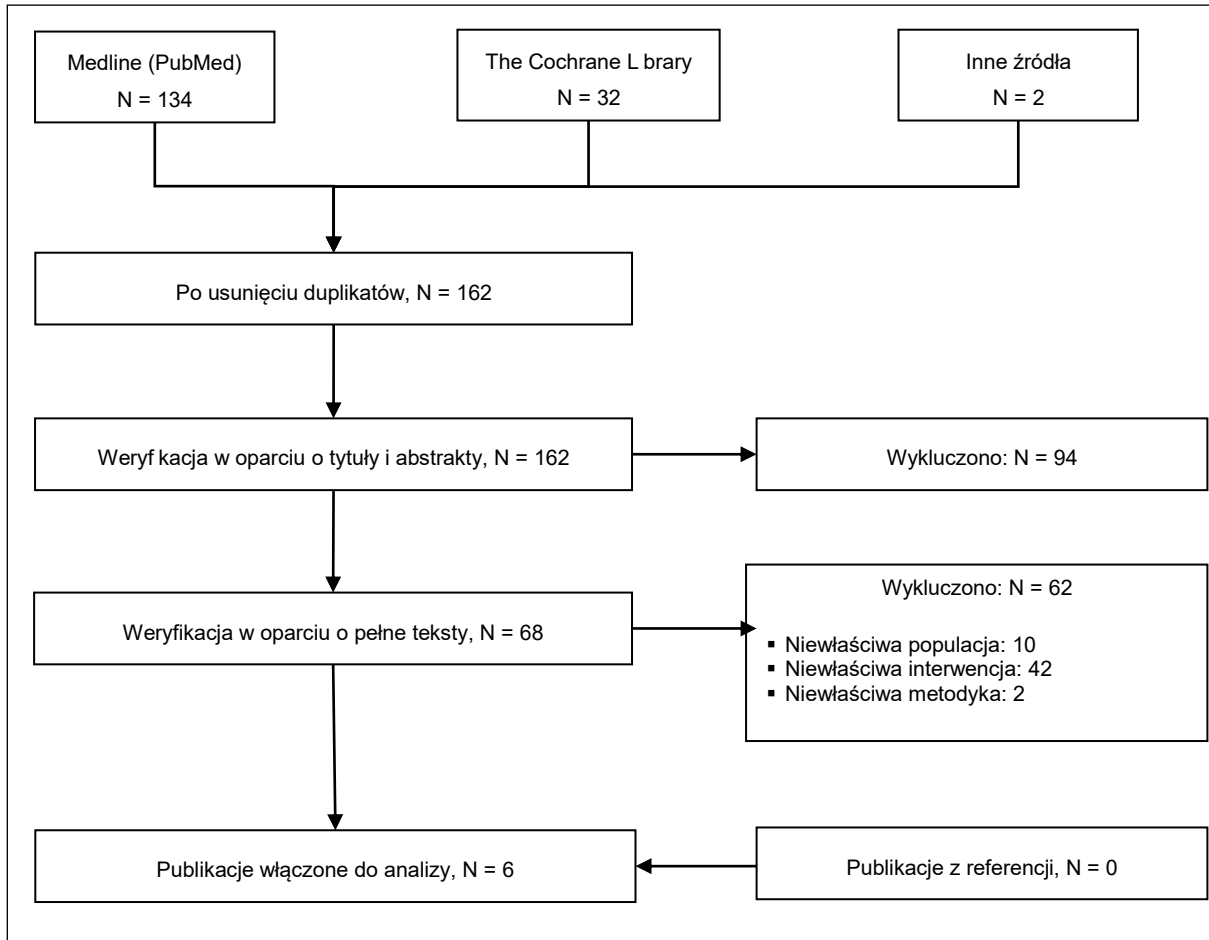 Medline (PubMed)
N = 134
The Cochrane L brary
N = 32
Inne źródła
N = 2
Po usunięciu duplikatów, N = 162
Weryf kacja w oparciu o tytuły i abstrakty, N = 162
Wykluczono: N = 94
Weryfikacja w oparciu o pełne teksty, N = 68
Wykluczono: N = 62
▪ Niewłaściwa populacja: 10
▪ Niewłaściwa interwencja: 42
▪ Niewłaściwa metodyka: 2
Publikacje włączone do analizy, N = 6
Publikacje z referencji, N = 0